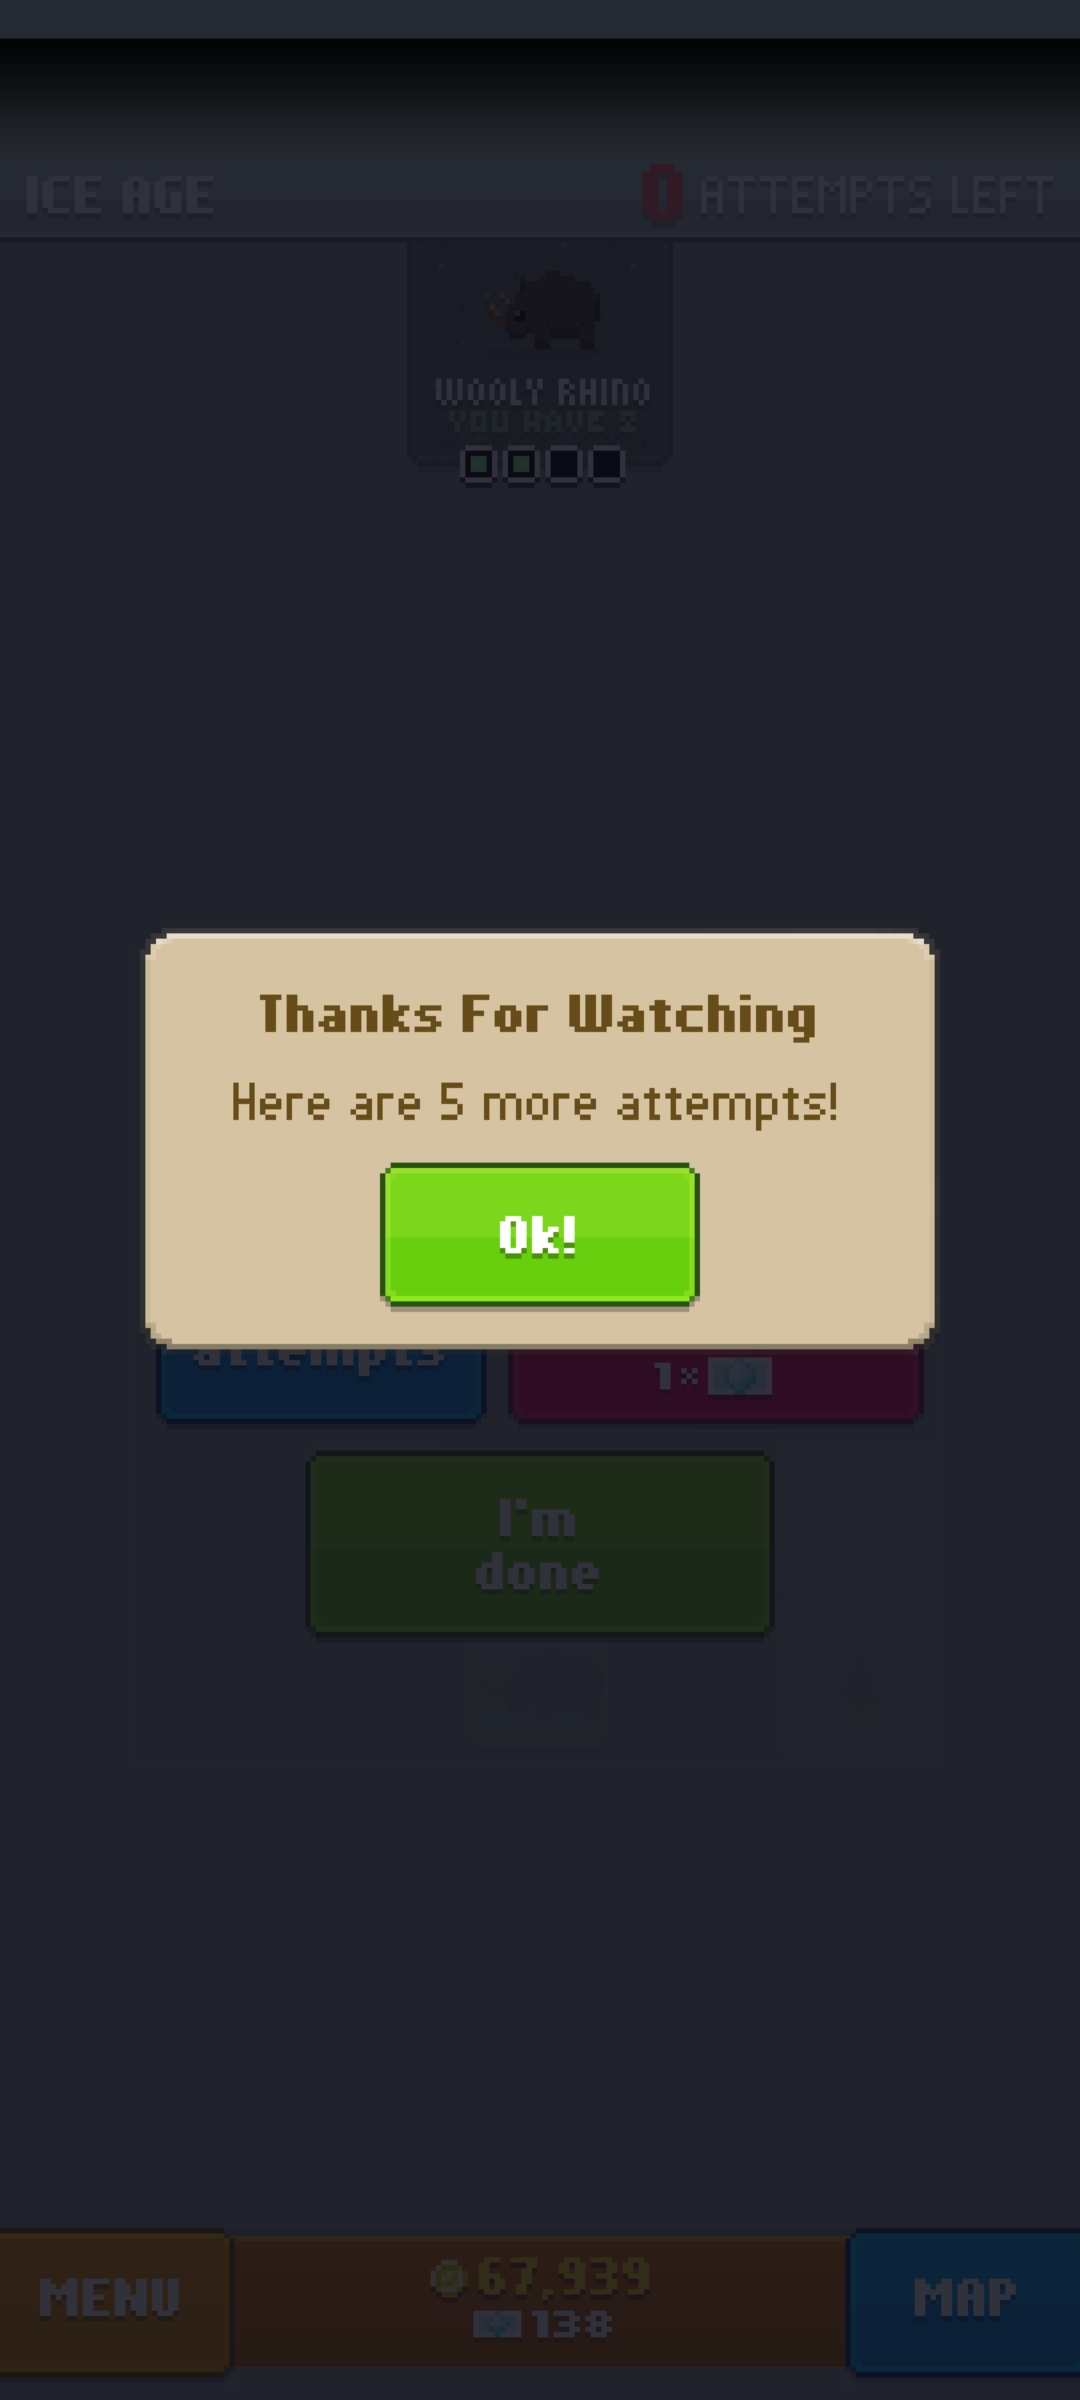 ICE AGE
0 ATTEMPTS LEFT
WOOLY RHINO
YOU HAVE 2
Thanks For Watching
Here are 5 more attempts!
Ok!
attempts
1×
I'm
done
MENU
67,939
138
MAP